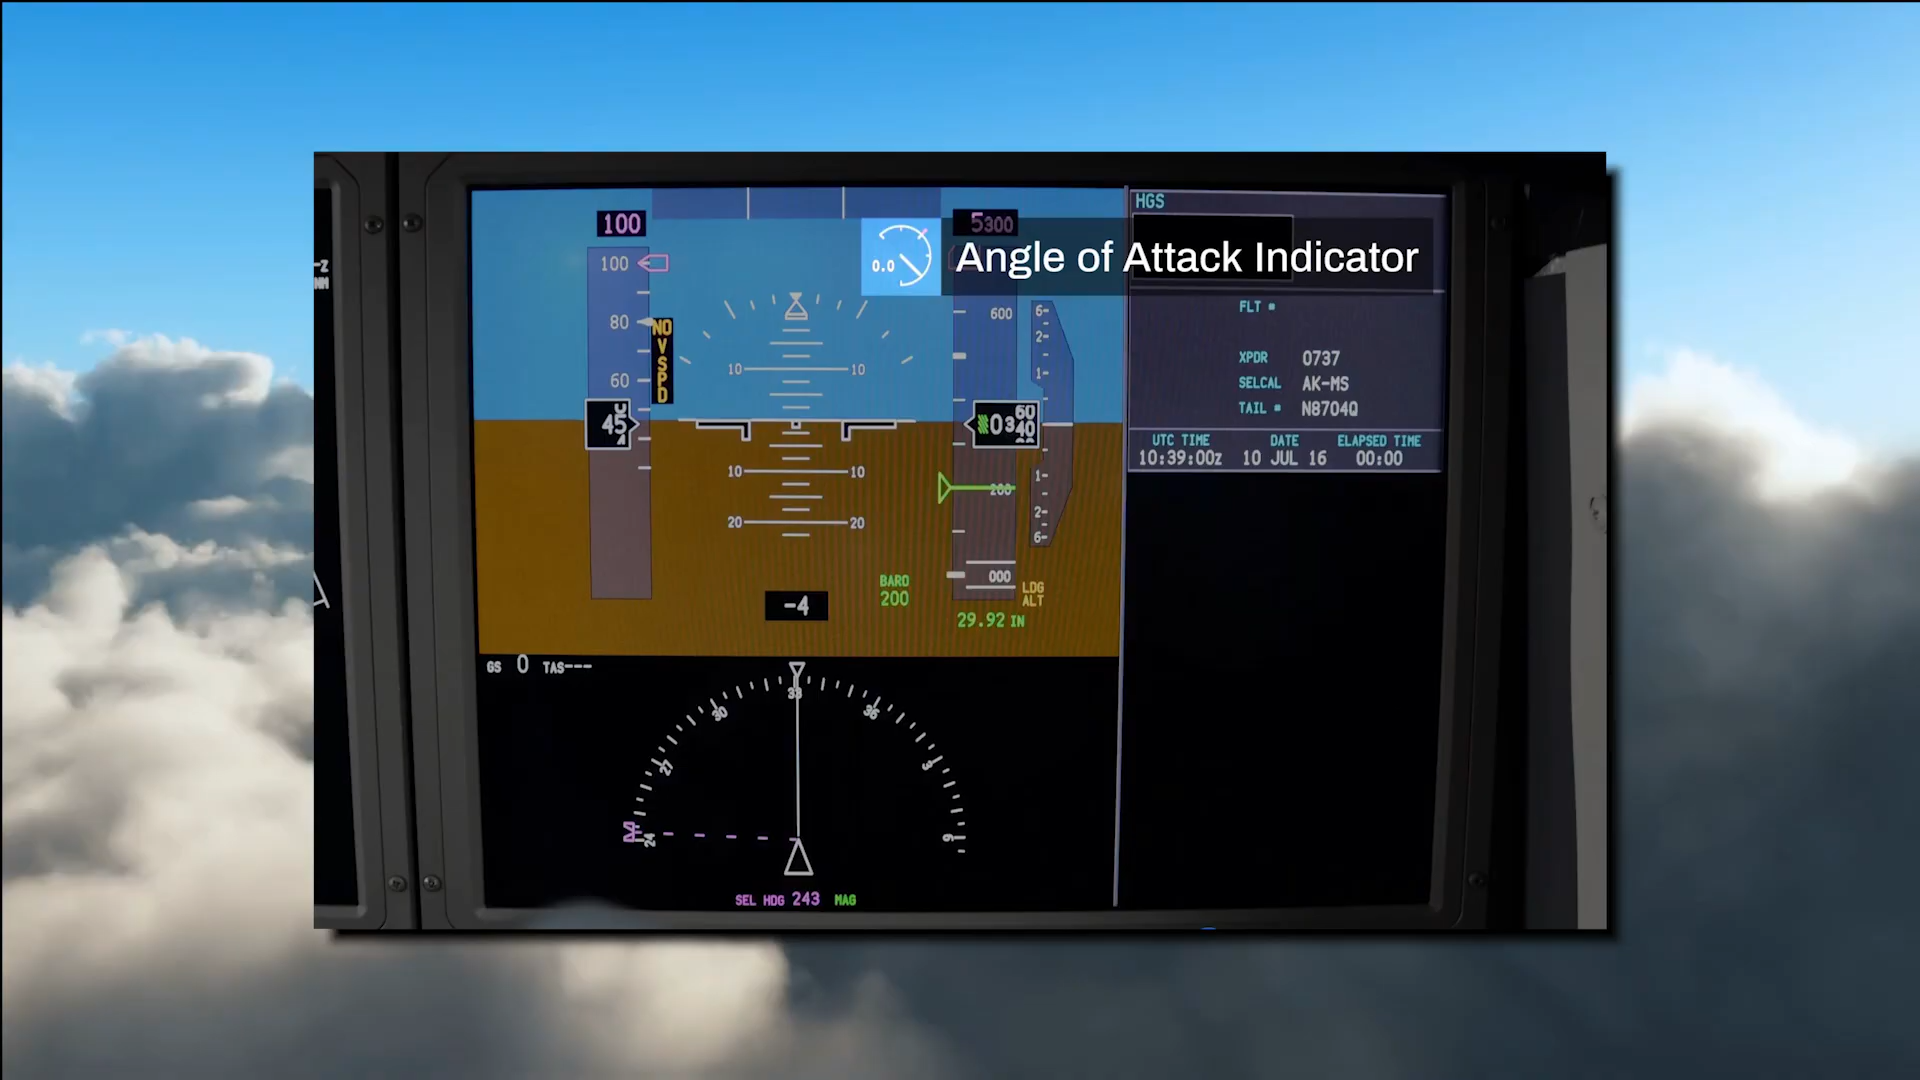 HGS
100
5300
0.0
Angle of Attack Indicator
100
80
60
45
NO V SPD
10 10
10 10
20 20
600
6
2
1
0
60
40
200
1
2
6
000
FLT
XPDR 0737
SELCAL AK-MS
TAIL N8704Q
UTC TIME DATE ELAPSED TIME
10:39:00z 10 JUL 16 00:00
BARO
200
-4
LDG
ALT
29.92 IN
GS 0 TAS---
33
30 36
27 3
24 6
SEL HDG 243 MAG